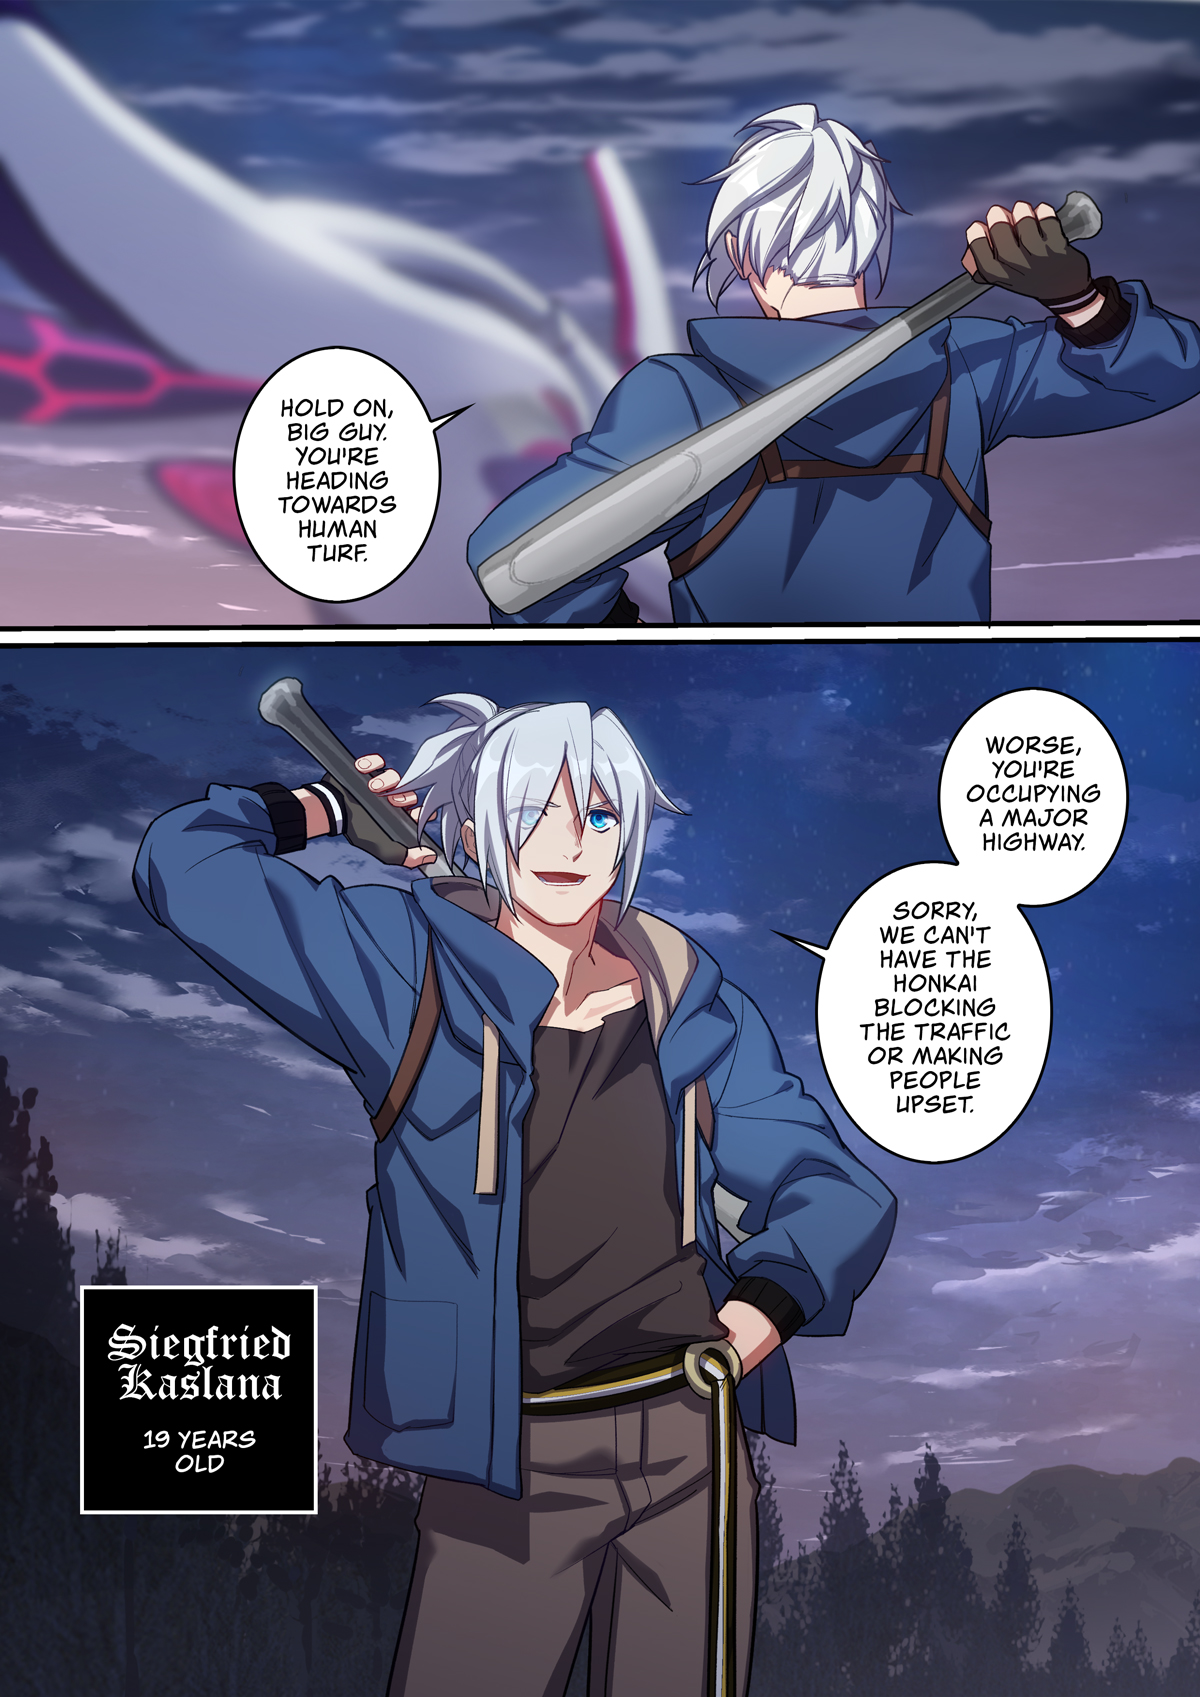 HOLD ON,
BIG GUY.
YOU'RE
HEADING
TOWARDS
HUMAN
TURF.
WORSE,
YOU'RE
OCCUPYING
A MAJOR
HIGHWAY.
SORRY,
WE CAN'T
HAVE THE
HONKAI
BLOCKING
THE TRAFFIC
OR MAKING
PEOPLE
UPSET.
Siegfried
Kaslana
19 YEARS
OLD